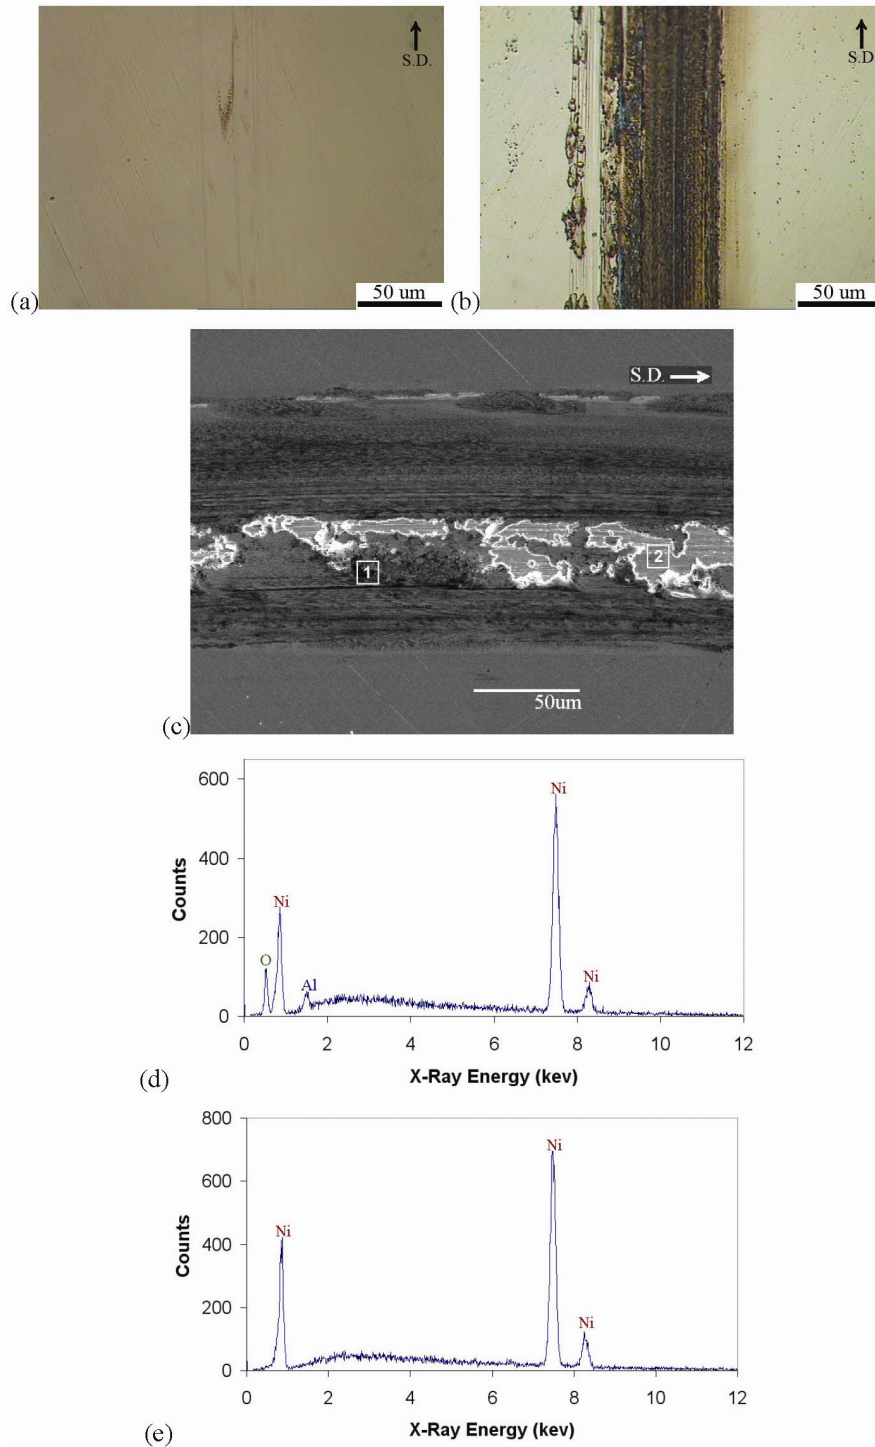 S.D.
S.D.
(a)
50 um
(b)
50 um
S.D.
1
2
50um
(c)
600
400
200
0
Counts
O
Ni
Al
Ni
Ni
0
2
4
6
8
10
12
X-Ray Energy (kev)
(d)
800
600
400
200
0
Counts
Ni
Ni
Ni
0
2
4
6
8
10
12
X-Ray Energy (kev)
(e)